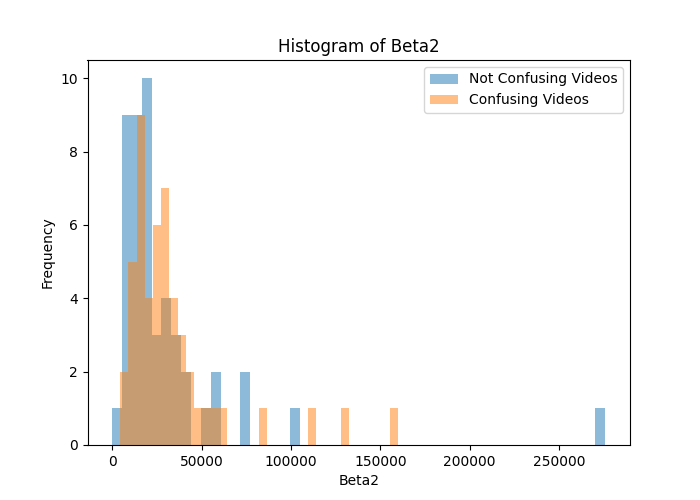 Histogram of Beta2
Not Confusing Videos
Confusing Videos
10
8
6
4
2
0
Frequency
0 50000 100000 150000 200000 250000
Beta2